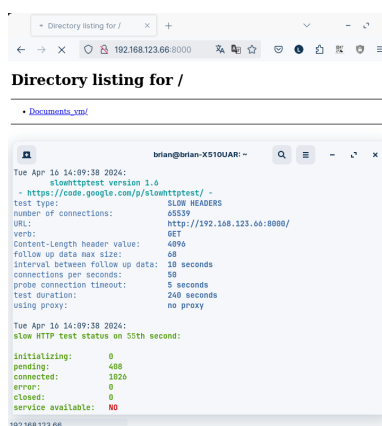 Directory listing for /
192.168.123.66:8000
Directory listing for /
Documents_vm/
brian@brian-X510UAR: ~
Tue Apr 16 14:09:38 2024:
slowhttptest version 1.6
- https://code.google.com/p/slowhttptest/ -
test type: SLOW HEADERS
number of connections: 65539
URL: http://192.168.123.66:8000/
verb: GET
Content-Length header value: 4096
follow up data max size: 68
interval between follow up data: 10 seconds
connections per seconds: 50
probe connection timeout: 5 seconds
test duration: 240 seconds
using proxy: no proxy
Tue Apr 16 14:09:38 2024:
slow HTTP test status on 55th second:
initializing: 0
pending: 408
connected: 1026
error: 0
closed: 0
service available: NO
192.168.123.66